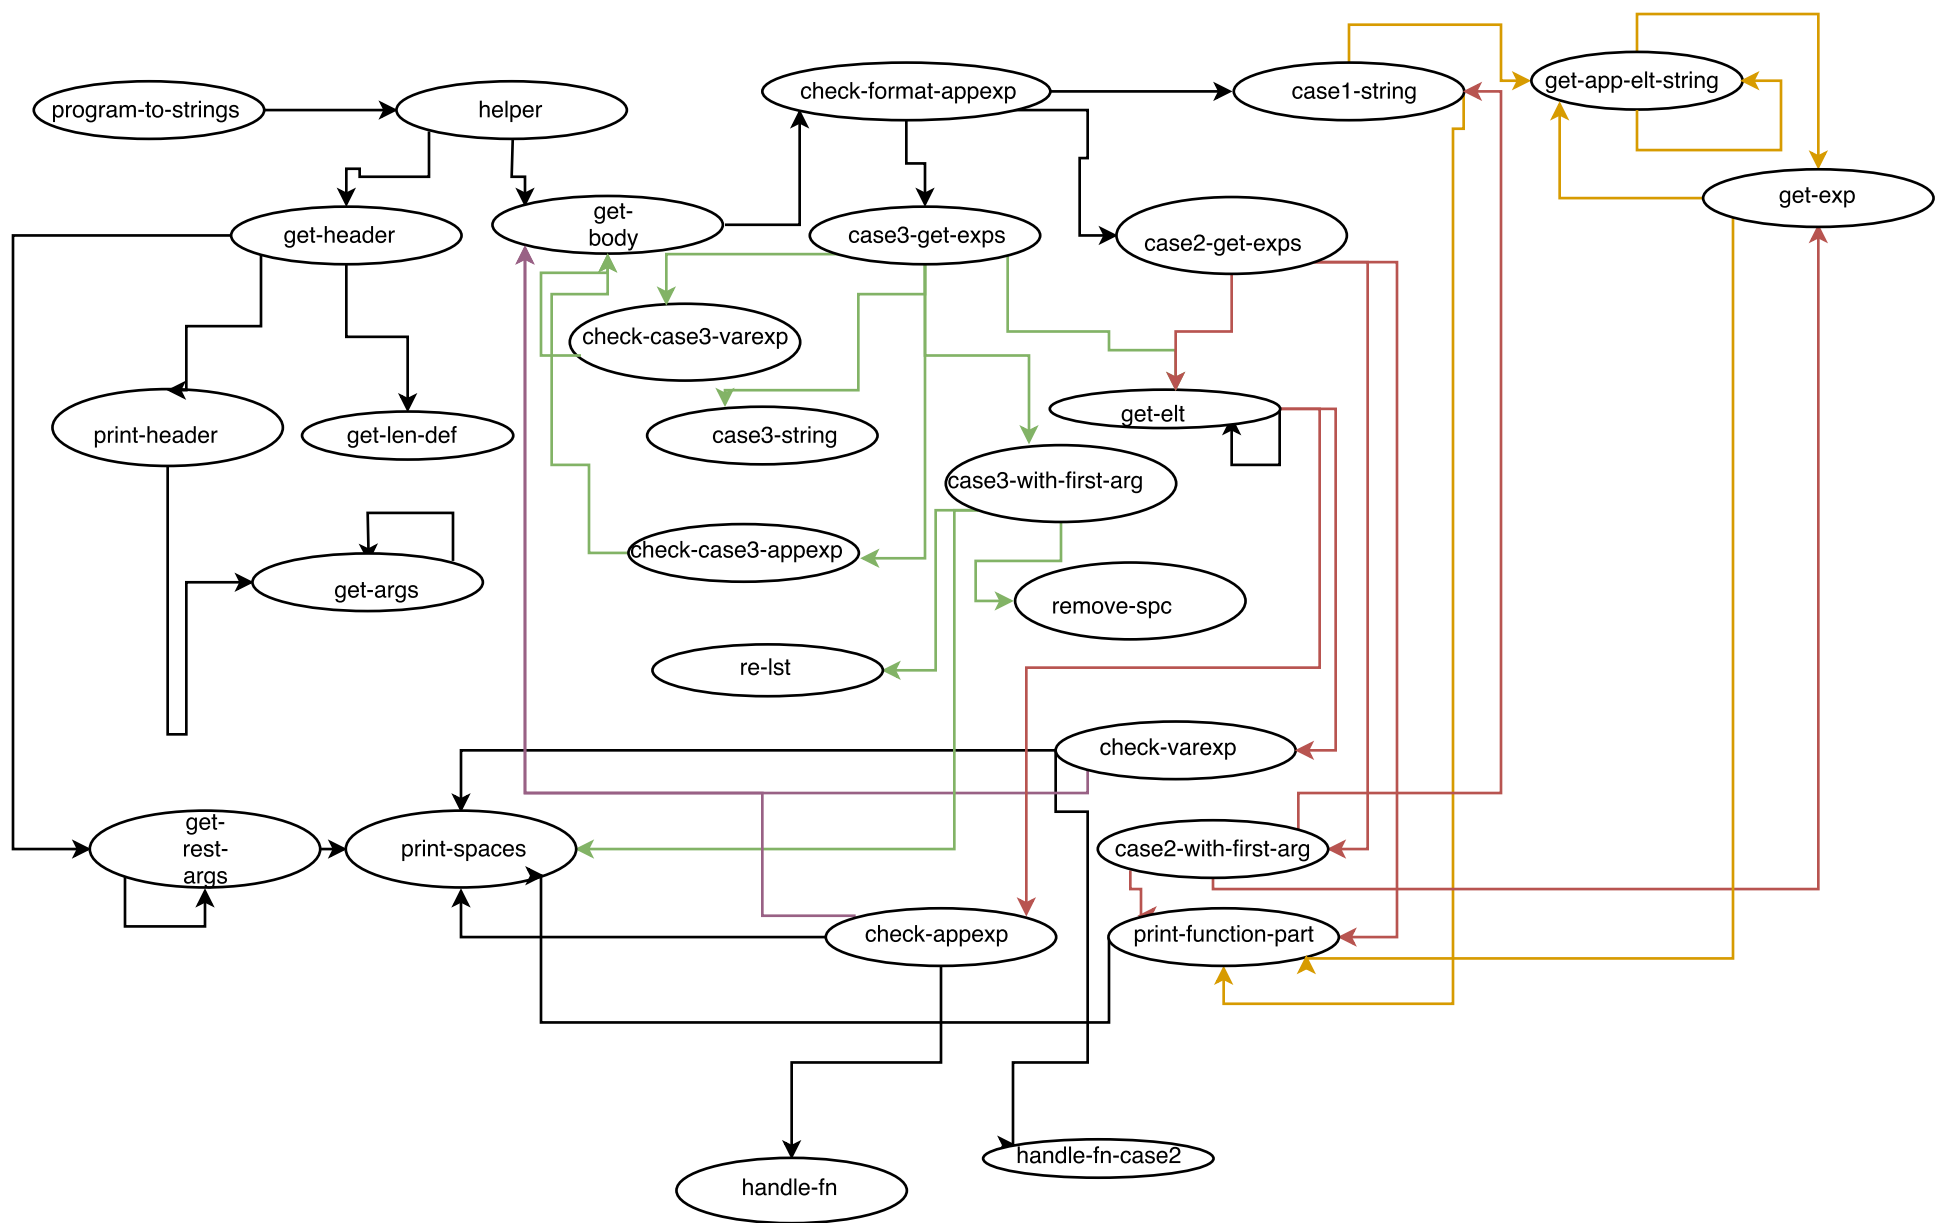 program-to-strings
helper
check-format-appexp
case1-string
get-app-elt-string
get-exp
get-header
get-
body
case3-get-exps
case2-get-exps
check-case3-varexp
print-header
get-len-def
case3-string
get-elt
case3-with-first-arg
check-case3-appexp
get-args
remove-spc
re-lst
check-varexp
get-
rest-
args
print-spaces
case2-with-first-arg
check-appexp
print-function-part
handle-fn-case2
handle-fn